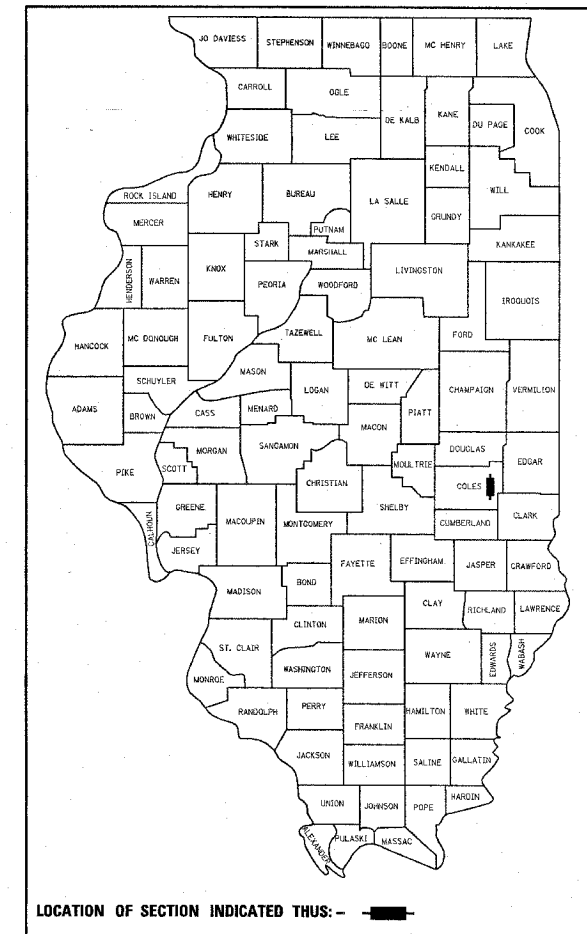 JO DAVIESS STEPHENSON WINNEBAGO BOONE MC HENRY LAKE
CARROLL OGLE DE KALB KANE DU PAGE COOK
WHITESIDE LEE KENDALL WILL
ROCK ISLAND HENRY BUREAU LA SALLE GRUNDY
MERCER PUTNAM KANKAKEE
STARK MARSHALL LIVINGSTON
HENDERSON WARREN KNOX PEORIA WOODFORD IROQUOIS
HANCOCK MC DONOUGH FULTON TAZEWELL MC LEAN FORD
SCHUYLER MASON LOGAN DE WITT CHAMPAIGN VERMILION
ADAMS BROWN CASS MENARD MACON PIATT
PIKE SCOTT MORGAN SANGAMON MOULTRIE DOUGLAS EDGAR
CHRISTIAN COLES
CALHOUN GREENE MACOUPIN MONTGOMERY SHELBY CUMBERLAND CLARK
JERSEY FAYETTE EFFINGHAM JASPER CRAWFORD
MADISON BOND CLAY RICHLAND LAWRENCE
CLINTON MARION
ST. CLAIR WAYNE EDWARDS WABASH
MONROE WASHINGTON JEFFERSON
RANDOLPH PERRY HAMILTON WHITE
FRANKLIN
JACKSON WILLIAMSON SALINE GALLATIN
UNION JOHNSON POPE HARDIN
ALEXANDER PULASKI MASSAC
LOCATION OF SECTION INDICATED THUS: -